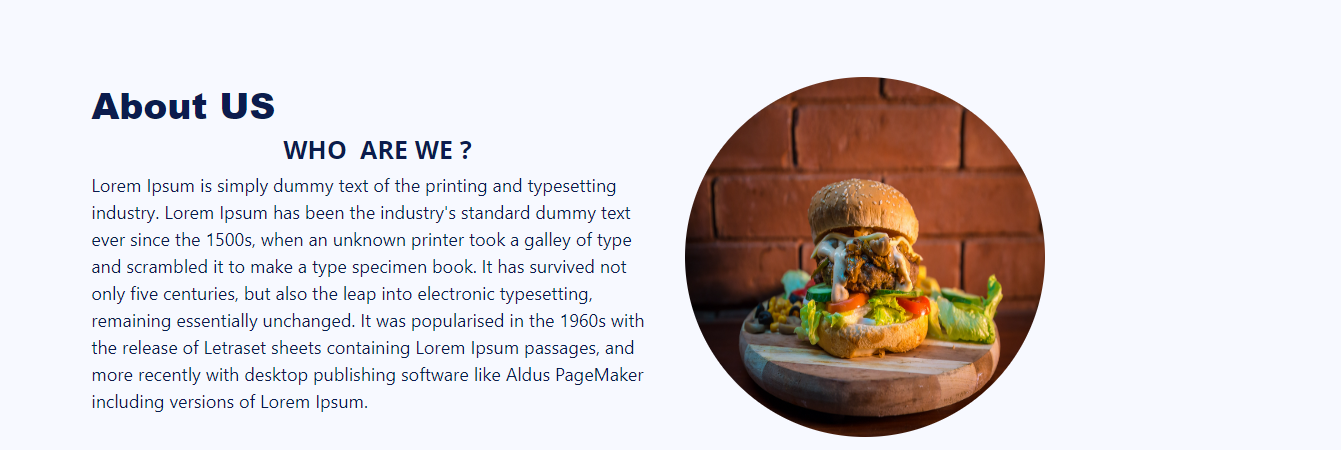 About US
WHO ARE WE ?
Lorem Ipsum is simply dummy text of the printing and typesetting
industry. Lorem Ipsum has been the industry's standard dummy text
ever since the 1500s, when an unknown printer took a galley of type
and scrambled it to make a type specimen book. It has survived not
only five centuries, but also the leap into electronic typesetting,
remaining essentially unchanged. It was popularised in the 1960s with
the release of Letraset sheets containing Lorem Ipsum passages, and
more recently with desktop publishing software like Aldus PageMaker
including versions of Lorem Ipsum.